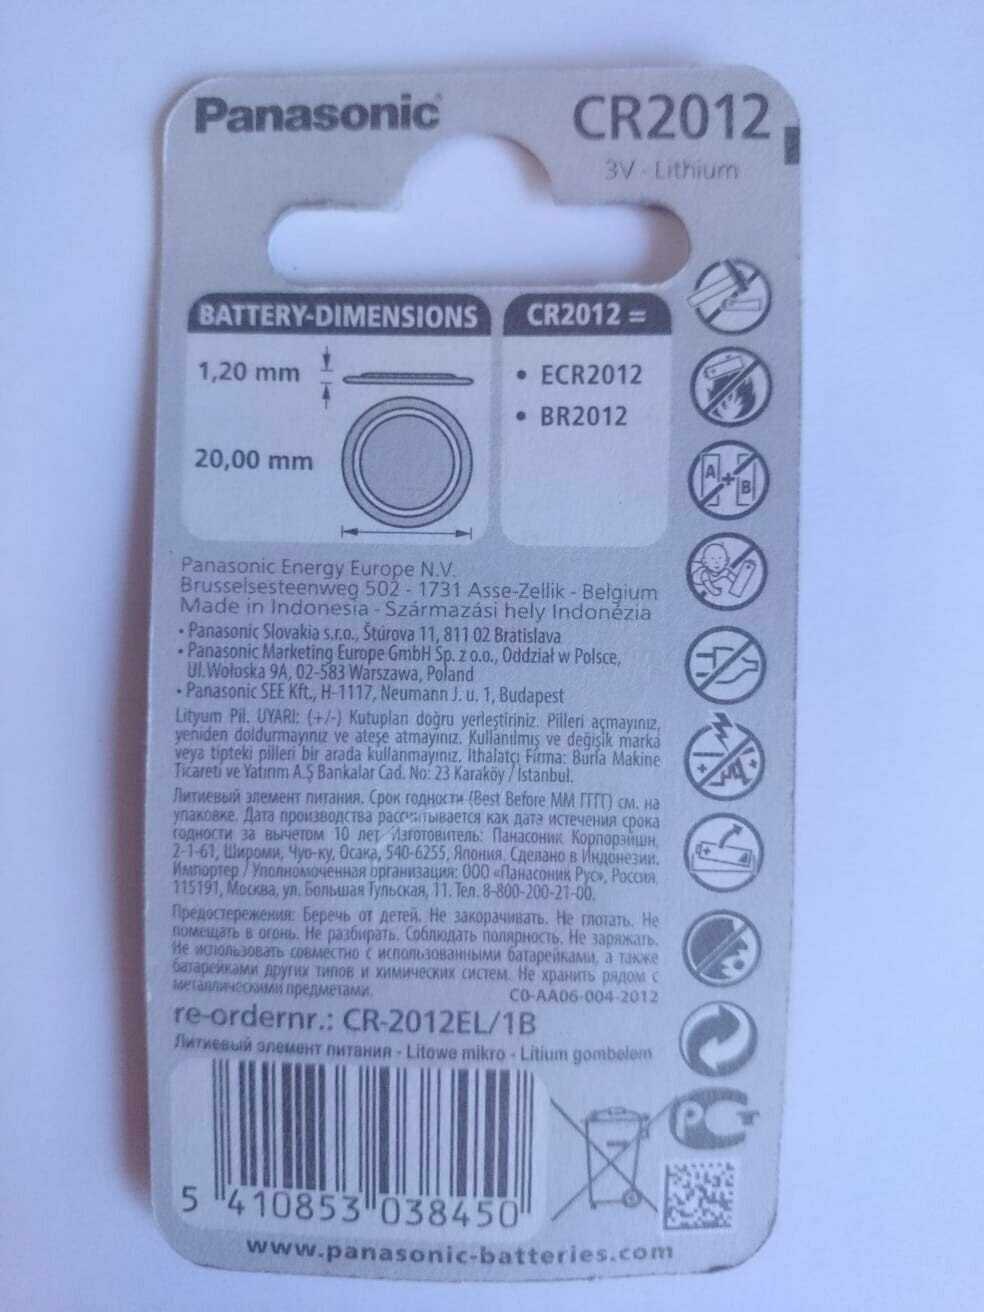 Panasonic
CR2012
3V - Lithium
BATTERY-DIMENSIONS
1,20 mm
20,00 mm
CR2012 =
• ECR2012
• BR2012
A + B
Panasonic Energy Europe N.V.
Brusselsesteenweg 502 - 1731 Asse-Zellik - Belgium
Made in Indonesia - Származási hely Indonézia
• Panasonic Slovakia s.r.o., Štúrova 11, 811 02 Bratislava
• Panasonic Marketing Europe GmbH Sp. z o.o., Oddział w Polsce,
Ul.Wołoska 9A, 02-583 Warszawa, Poland
• Panasonic SEE Kft., H-1117, Neumann J. u. 1, Budapest
Lityum Pil. UYARI: (+/-) Kutupları doğru yerleştiriniz. Pilleri açmayınız,
yeniden doldurmayınız ve ateşe atmayınız. Kullanılmış ve değişik marka
veya tipteki pilleri bir arada kullanmayınız. İthalatçı Firma: Burla Makine
Ticareti ve Yatırım A.Ş Bankalar Cad. No: 23 Karaköy / İstanbul.
Литиевый элемент питания. Срок годности (Best Before ММ ГГГГ) см. на
упаковке. Дата производства рассчитывается как дата истечения срока
годности за вычетом 10 лет Изготовитель: Панасоник Корпорэйшн,
2-1-61, Широми, Чуо-ку, Осака, 540-6255, Япония. Сделано в Индонезии.
Импортер / Уполномоченная организация: ООО «Панасоник Рус», Россия,
115191, Москва, ул. Большая Тульская, 11. Тел. 8-800-200-21-00.
Предостережения: Беречь от детей. Не закорачивать. Не глотать. Не
помещать в огонь. Не разбирать. Соблюдать полярность. Не заряжать.
Не использовать совместно с использованными батарейками, а также
батарейками других типов и химических систем. Не хранить рядом с
металлическими предметами.
C0-AA06-004-2012
re-ordernr.: CR-2012EL/1B
Литиевый элемент питания - Litowe mikro - Lítium gombelem
5 410853 038450
www.panasonic-batteries.com